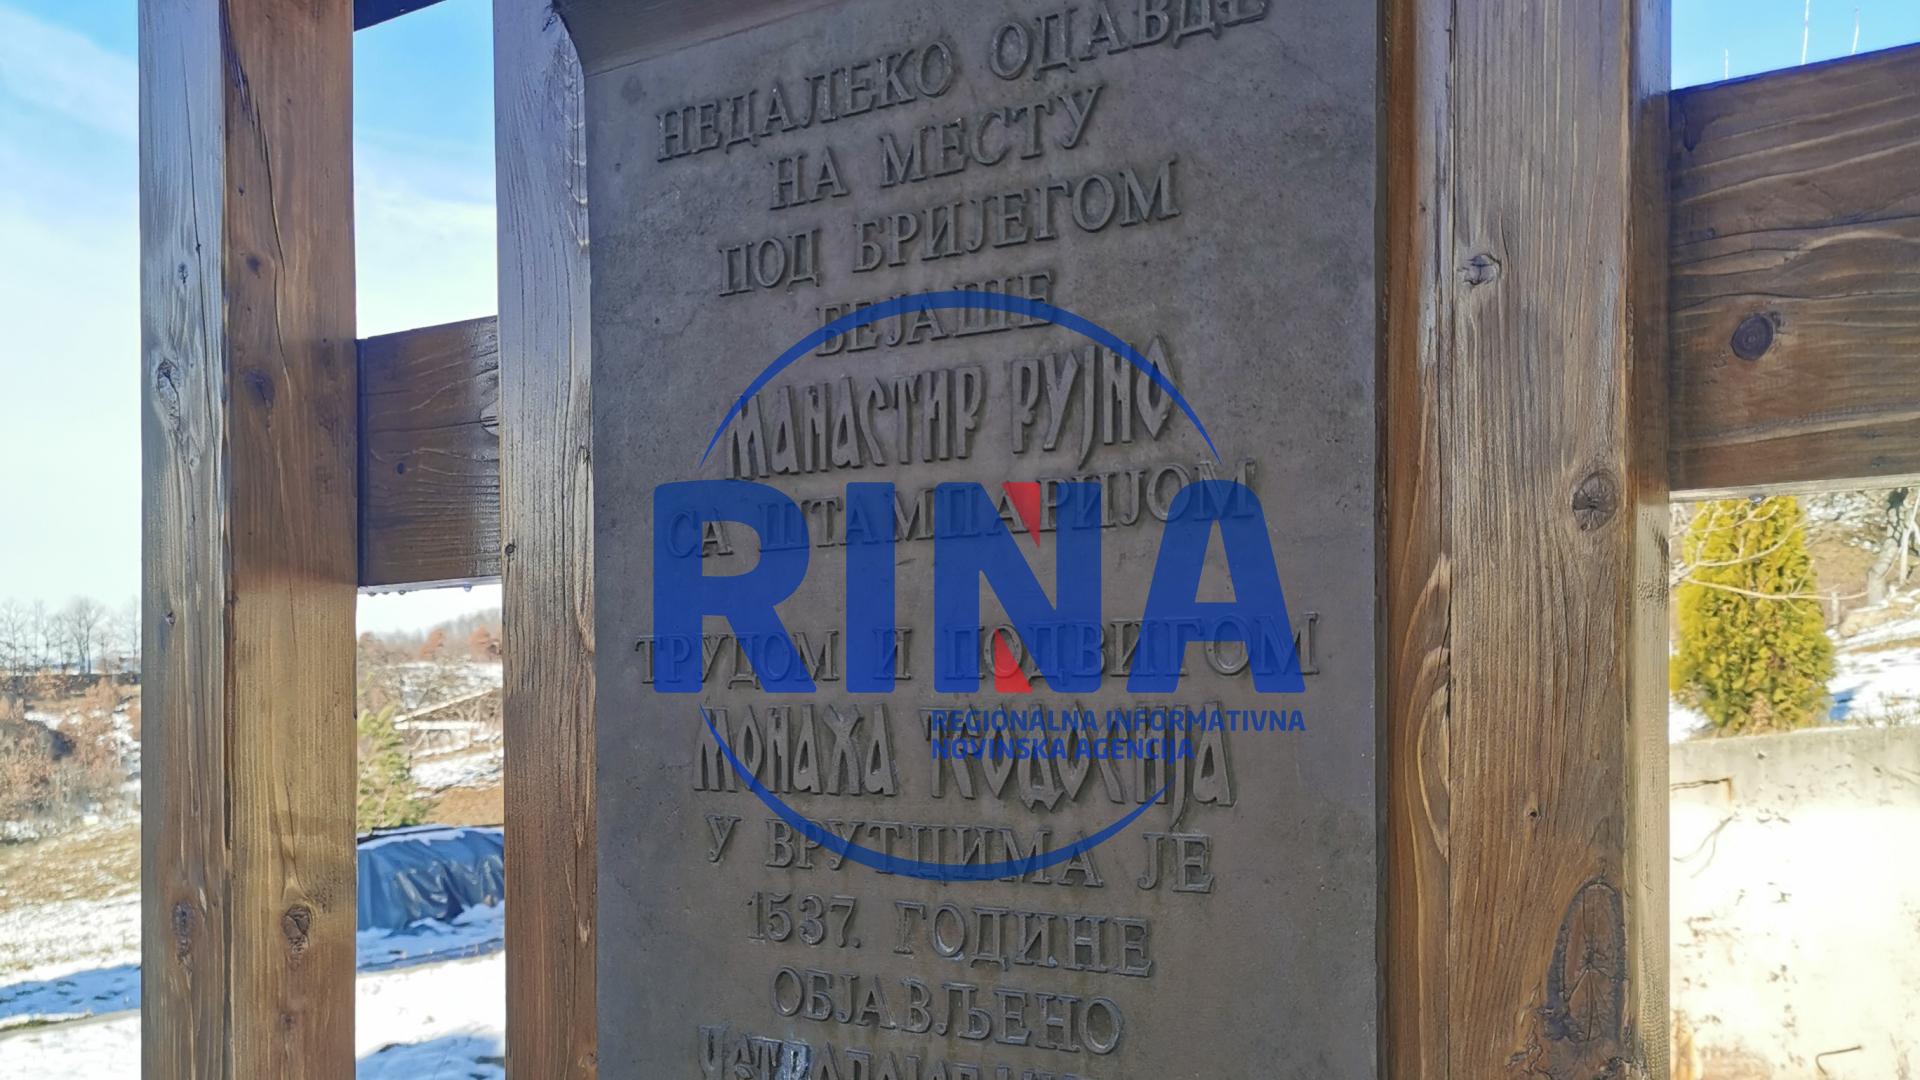 НЕДАЛЕКО ОДАВДЕ
НА МЕСТУ
ПОД БРИЈЕГОМ
БЕЈАШЕ
МАНАСТИР РУЈНО
СА ШТАМПАРИЈОМ
ТРУДОМ И ПОДВИГОМ
МОНАХА ТЕОДОСИЈА
У ВРУТЦИМА ЈЕ
1537. ГОДИНЕ
ОБЈАВЉЕНО
RINA
REGIONALNA INFORMATIVNA
NOVINSKA AGENCIJA